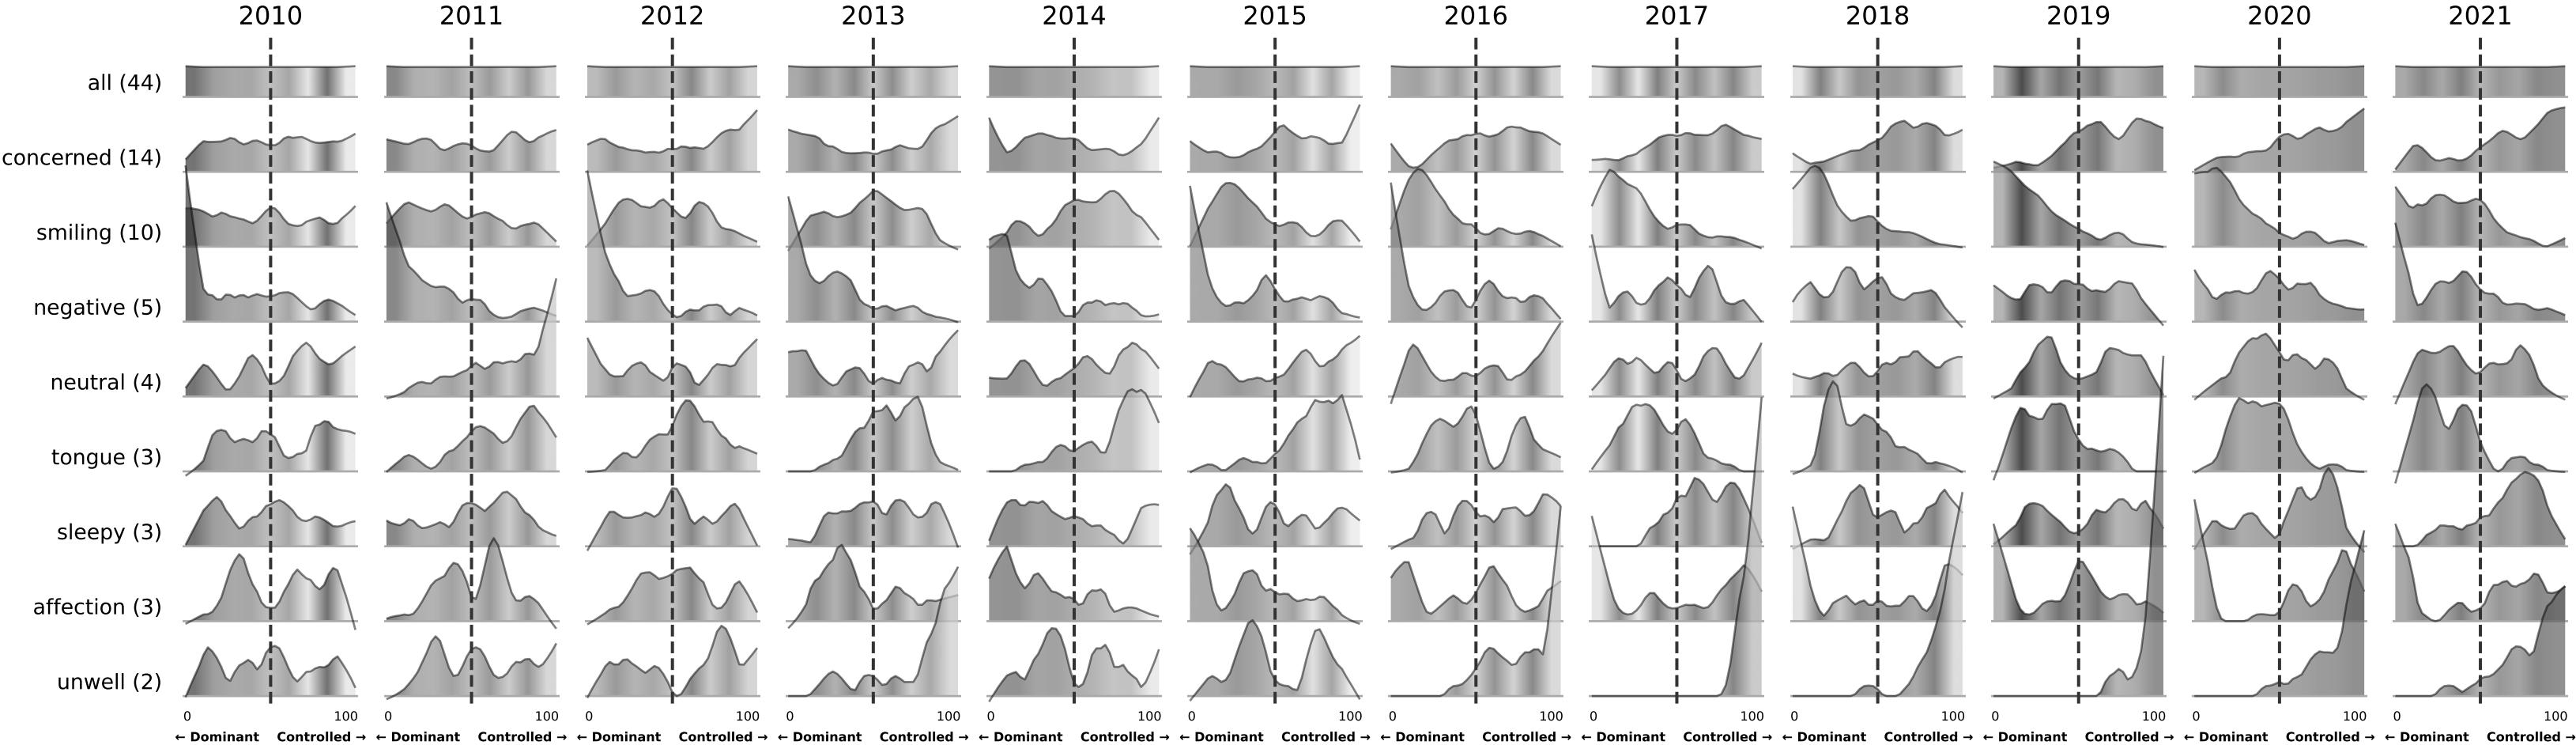 2010 2011 2012 2013 2014 2015 2016 2017 2018 2019 2020 2021
all (44)
concerned (14)
smiling (10)
negative (5)
neutral (4)
tongue (3)
sleepy (3)
affection (3)
unwell (2)
0 100 0 100 0 100 0 100 0 100 0 100 0 100 0 100 0 100 0 100 0 100 0 100
← Dominant Controlled → ← Dominant Controlled → ← Dominant Controlled → ← Dominant Controlled → ← Dominant Controlled → ← Dominant Controlled → ← Dominant Controlled → ← Dominant Controlled → ← Dominant Controlled → ← Dominant Controlled → ← Dominant Controlled → ← Dominant Controlled →